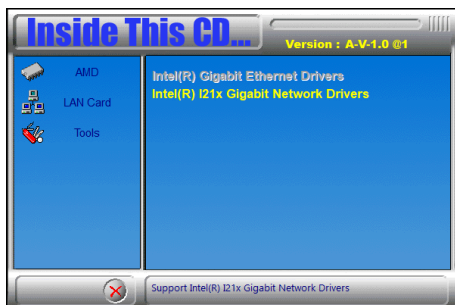 Inside This CD...
Version : A-V-1.0 @1
AMD
LAN Card
Tools
Intel(R) Gigabit Ethernet Drivers
Intel(R) I21x Gigabit Network Drivers
Support Intel(R) I21x Gigabit Network Drivers